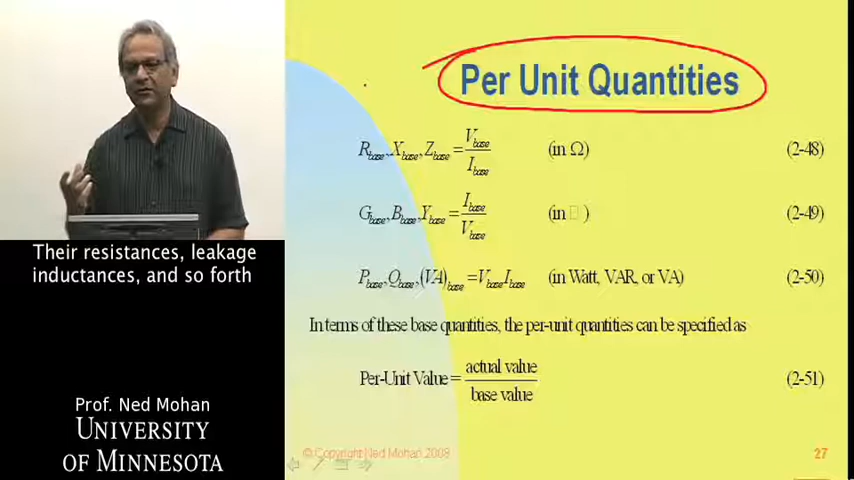 Per Unit Quantities
R_base, X_base, Z_base = V_base / I_base (in Ω) (2-48)
G_base, B_base, Y_base = I_base / V_base (in □ ) (2-49)
P_base, Q_base, (VA)_base = V_base I_base (in Watt, VAR, or VA) (2-50)
In terms of these base quantities, the per-unit quantities can be specified as
Per-Unit Value = actual value / base value (2-51)
© Copyright Ned Mohan 2008
27
Their resistances, leakage
inductances, and so forth
Prof. Ned Mohan
UNIVERSITY
OF MINNESOTA